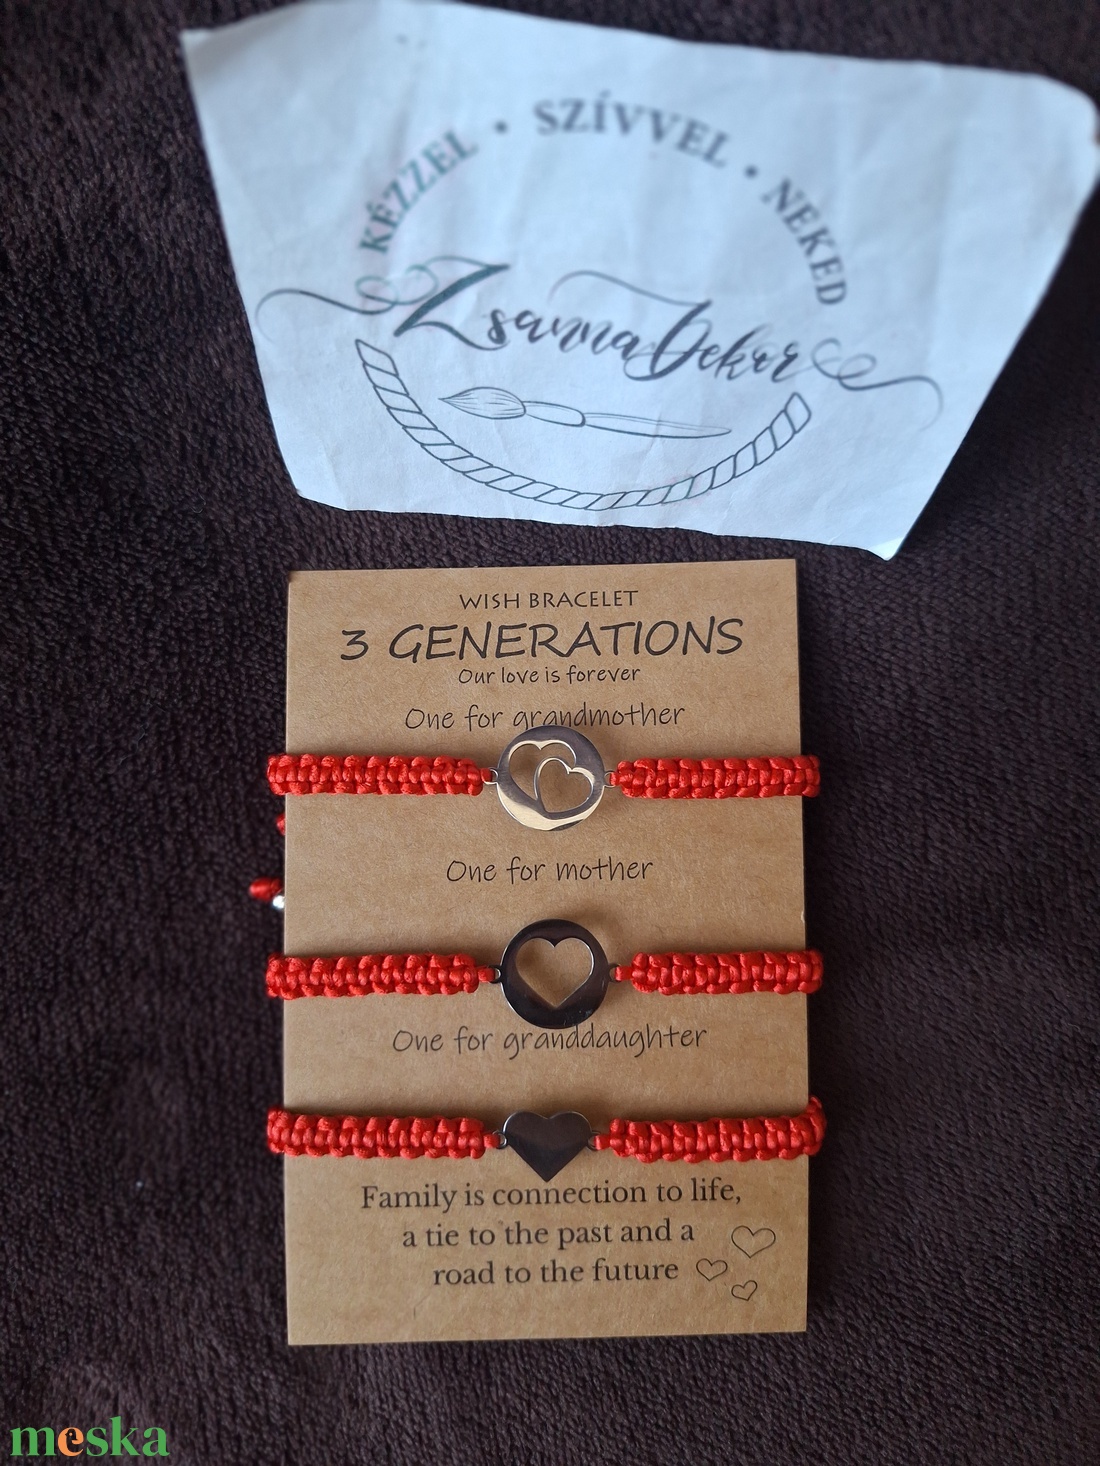 KÉZZEL • SZÍVVEL • NEKED
ZsannaDekor
WISH BRACELET
3 GENERATIONS
Our love is forever
One for grandmother
One for mother
One for granddaughter
Family is connection to life,
a tie to the past and a
road to the future
meska